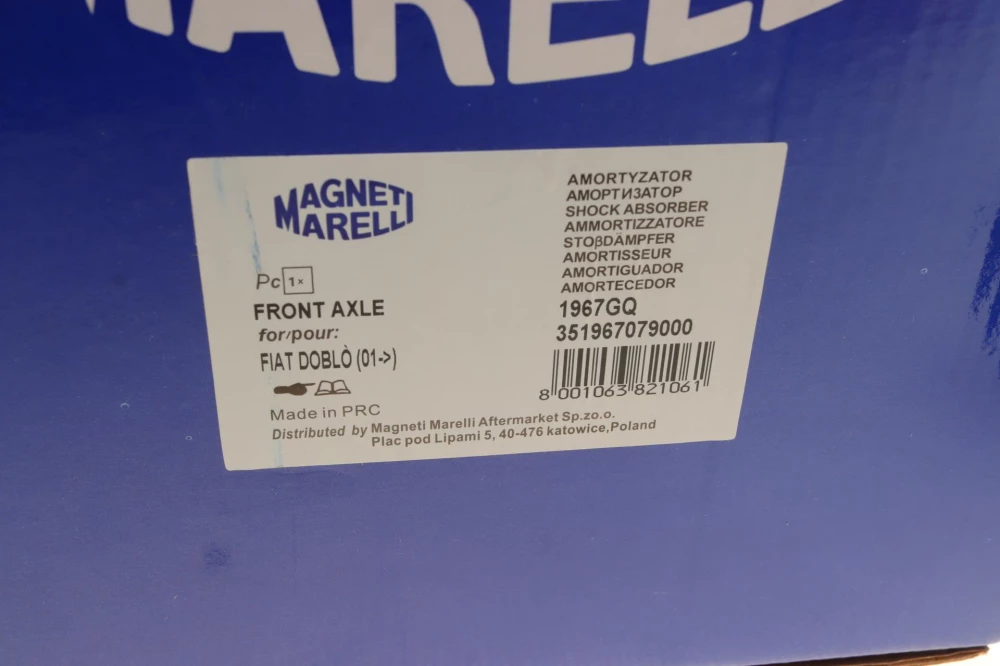 MARELLI
MAGNETI
MARELLI
Pc 1x
FRONT AXLE
for/pour:
FIAT DOBLÒ (01->)
Made in PRC
Distributed by Magneti Marelli Aftermarket Sp.zo.o.
Plac pod Lipami 5, 40-476 katowice,Poland
AMORTYZATOR
АМОРТИЗАТОР
SHOCK ABSORBER
AMMORTIZZATORE
STOβDÄMPFER
AMORTISSEUR
AMORTIGUADOR
AMORTECEDOR
1967GQ
351967079000
8 001063 821061